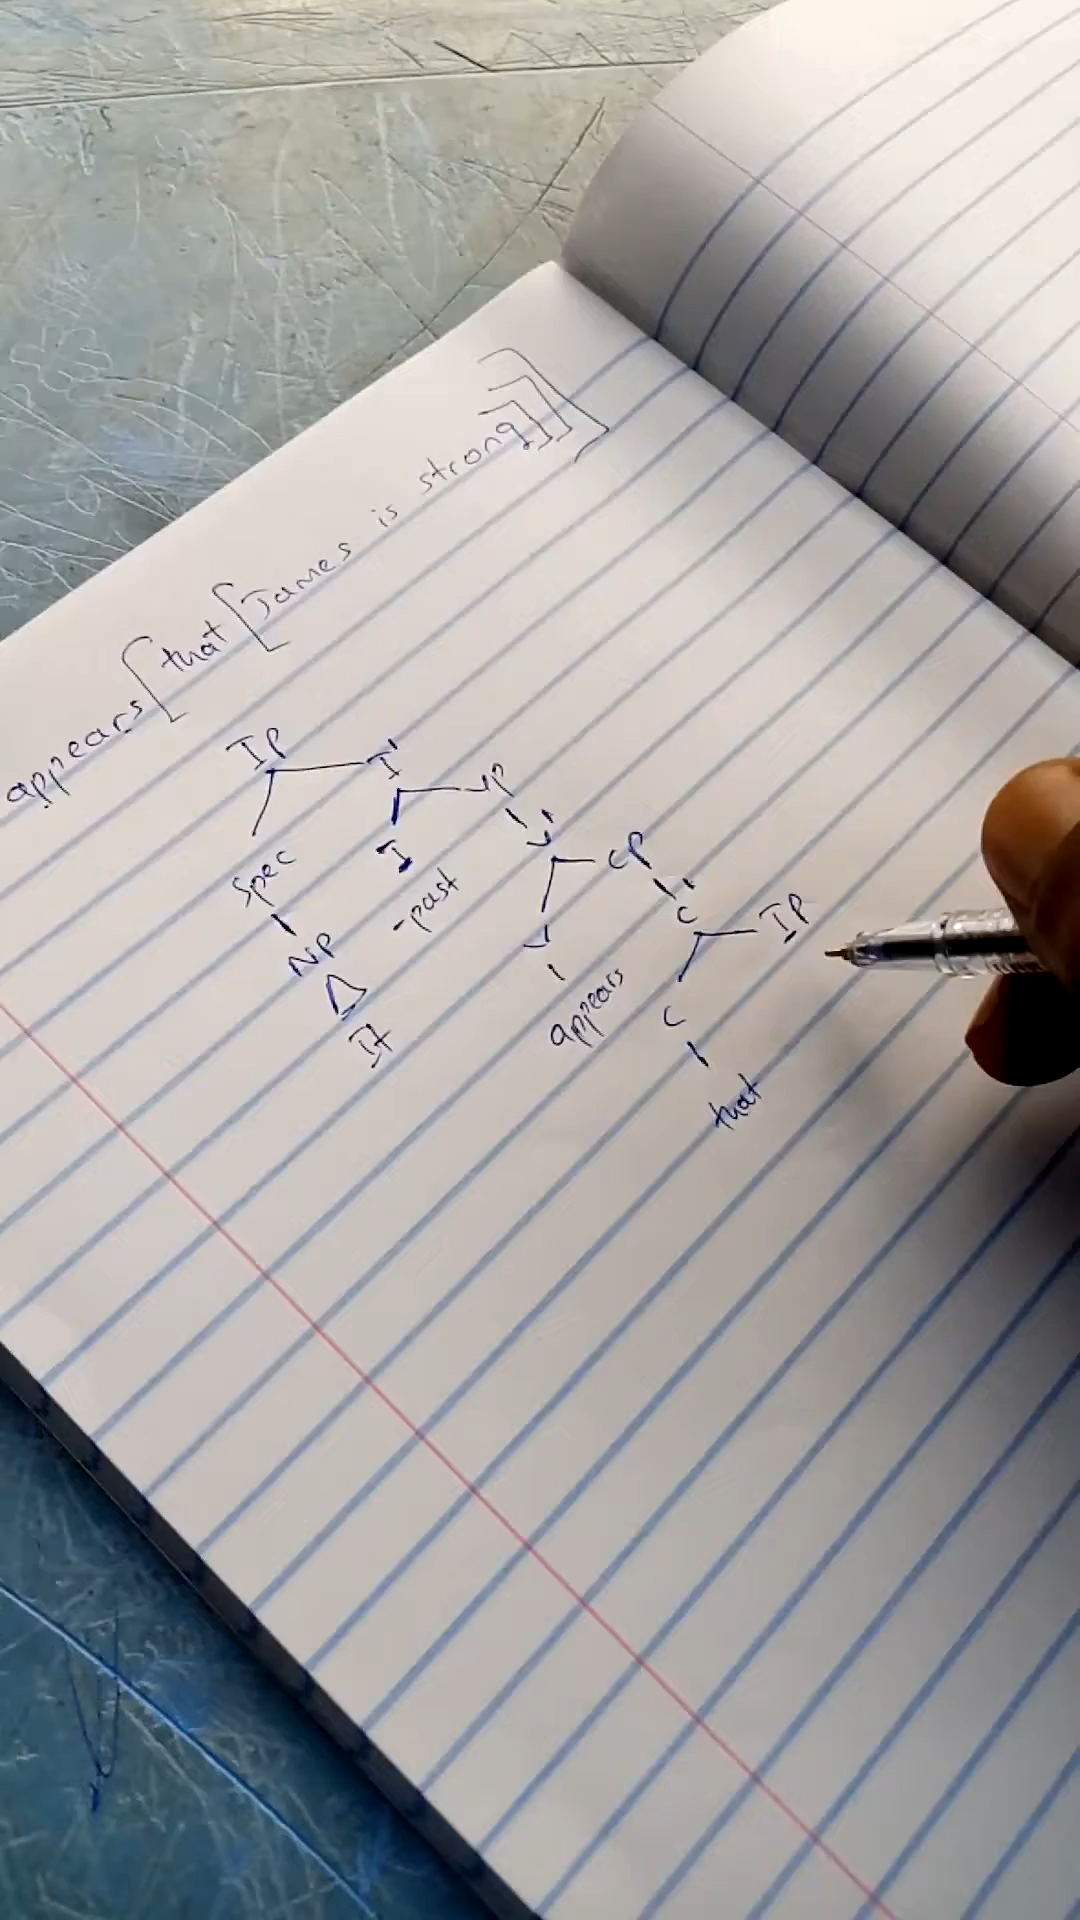 appears [that [James is strong]]]
IP I' VP
V' CP
Spec I C' IP
NP -past V
It appears C
that